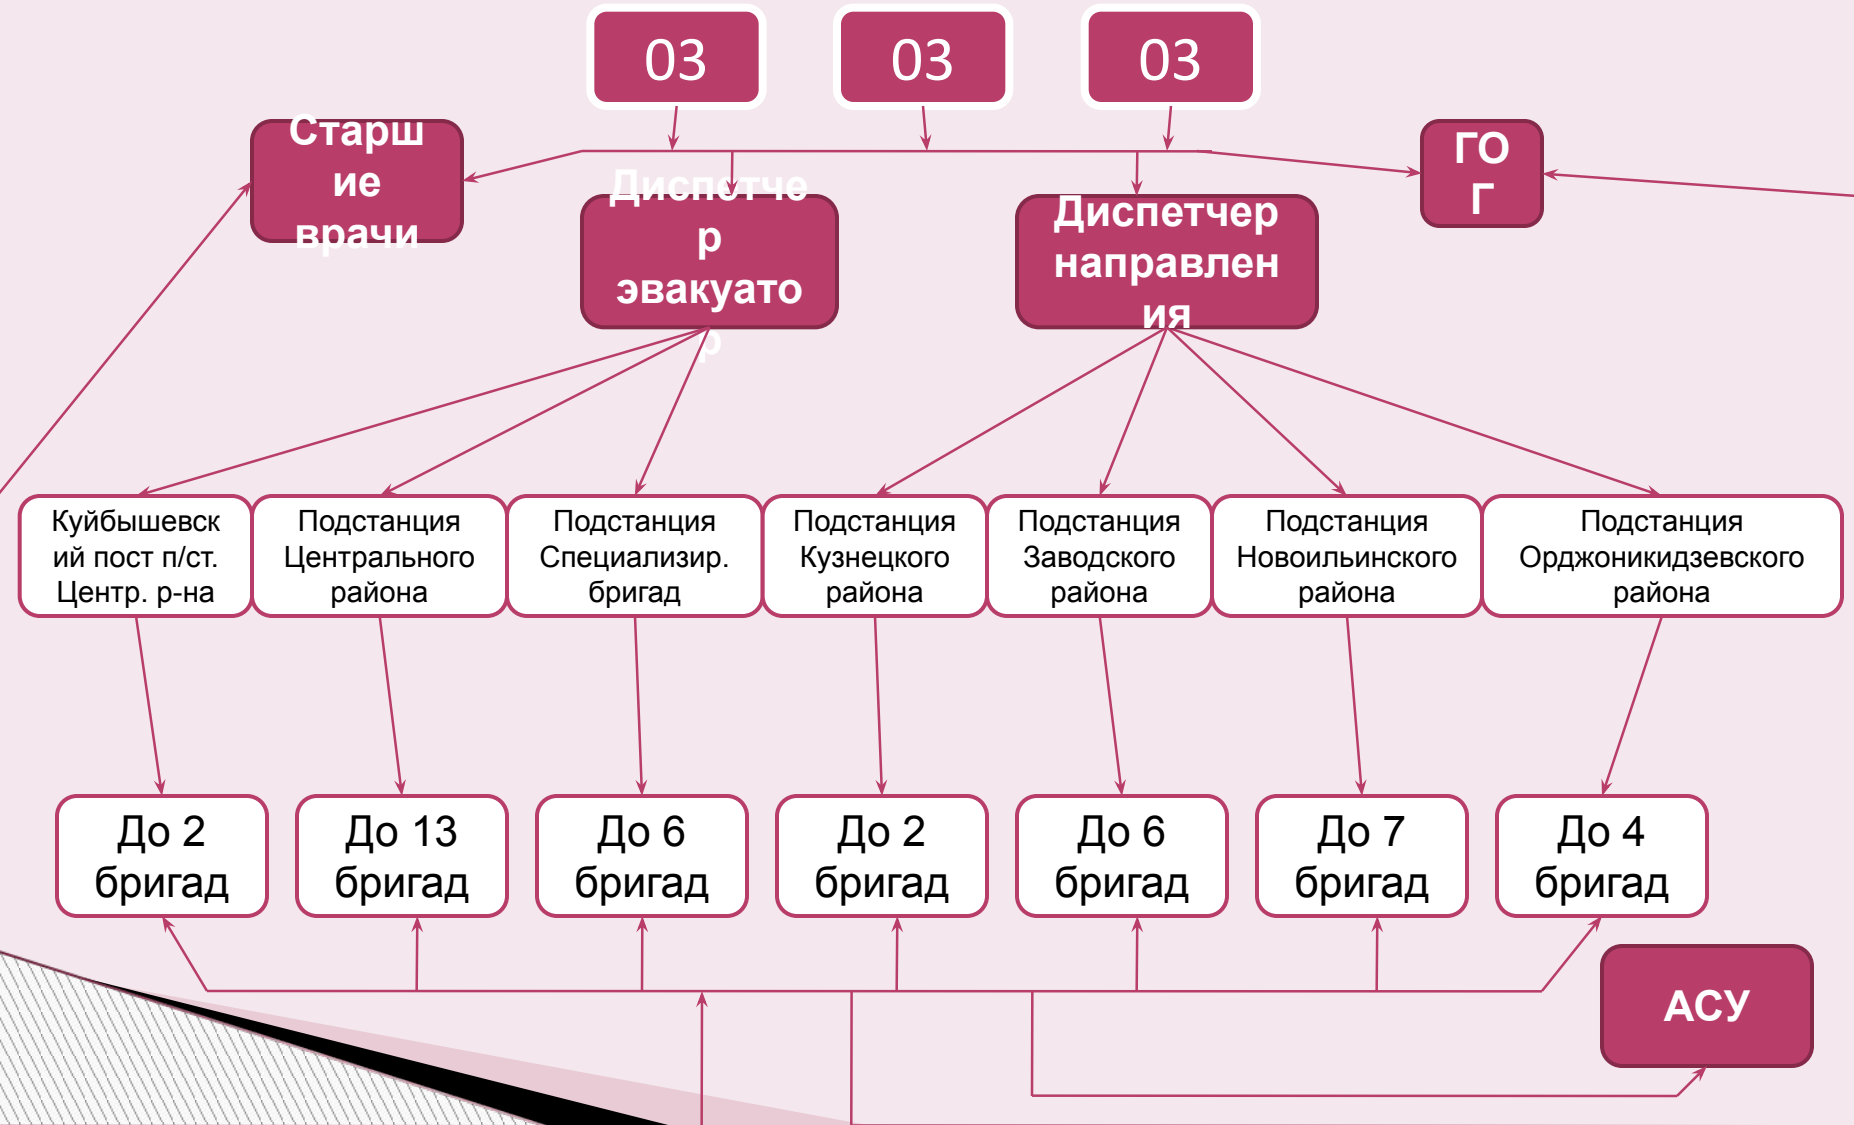 03
03
03
Старш
ие
врачи
Диспетче
р
эвакуато
р
Диспетчер
направлен
ия
ГО
Г
Куйбышевск
ий пост п/ст.
Центр. р-на
Подстанция
Центрального
района
Подстанция
Специализир.
бригад
Подстанция
Кузнецкого
района
Подстанция
Заводского
района
Подстанция
Новоильинского
района
Подстанция
Орджоникидзевского
района
До 2
бригад
До 13
бригад
До 6
бригад
До 2
бригад
До 6
бригад
До 7
бригад
До 4
бригад
АСУ